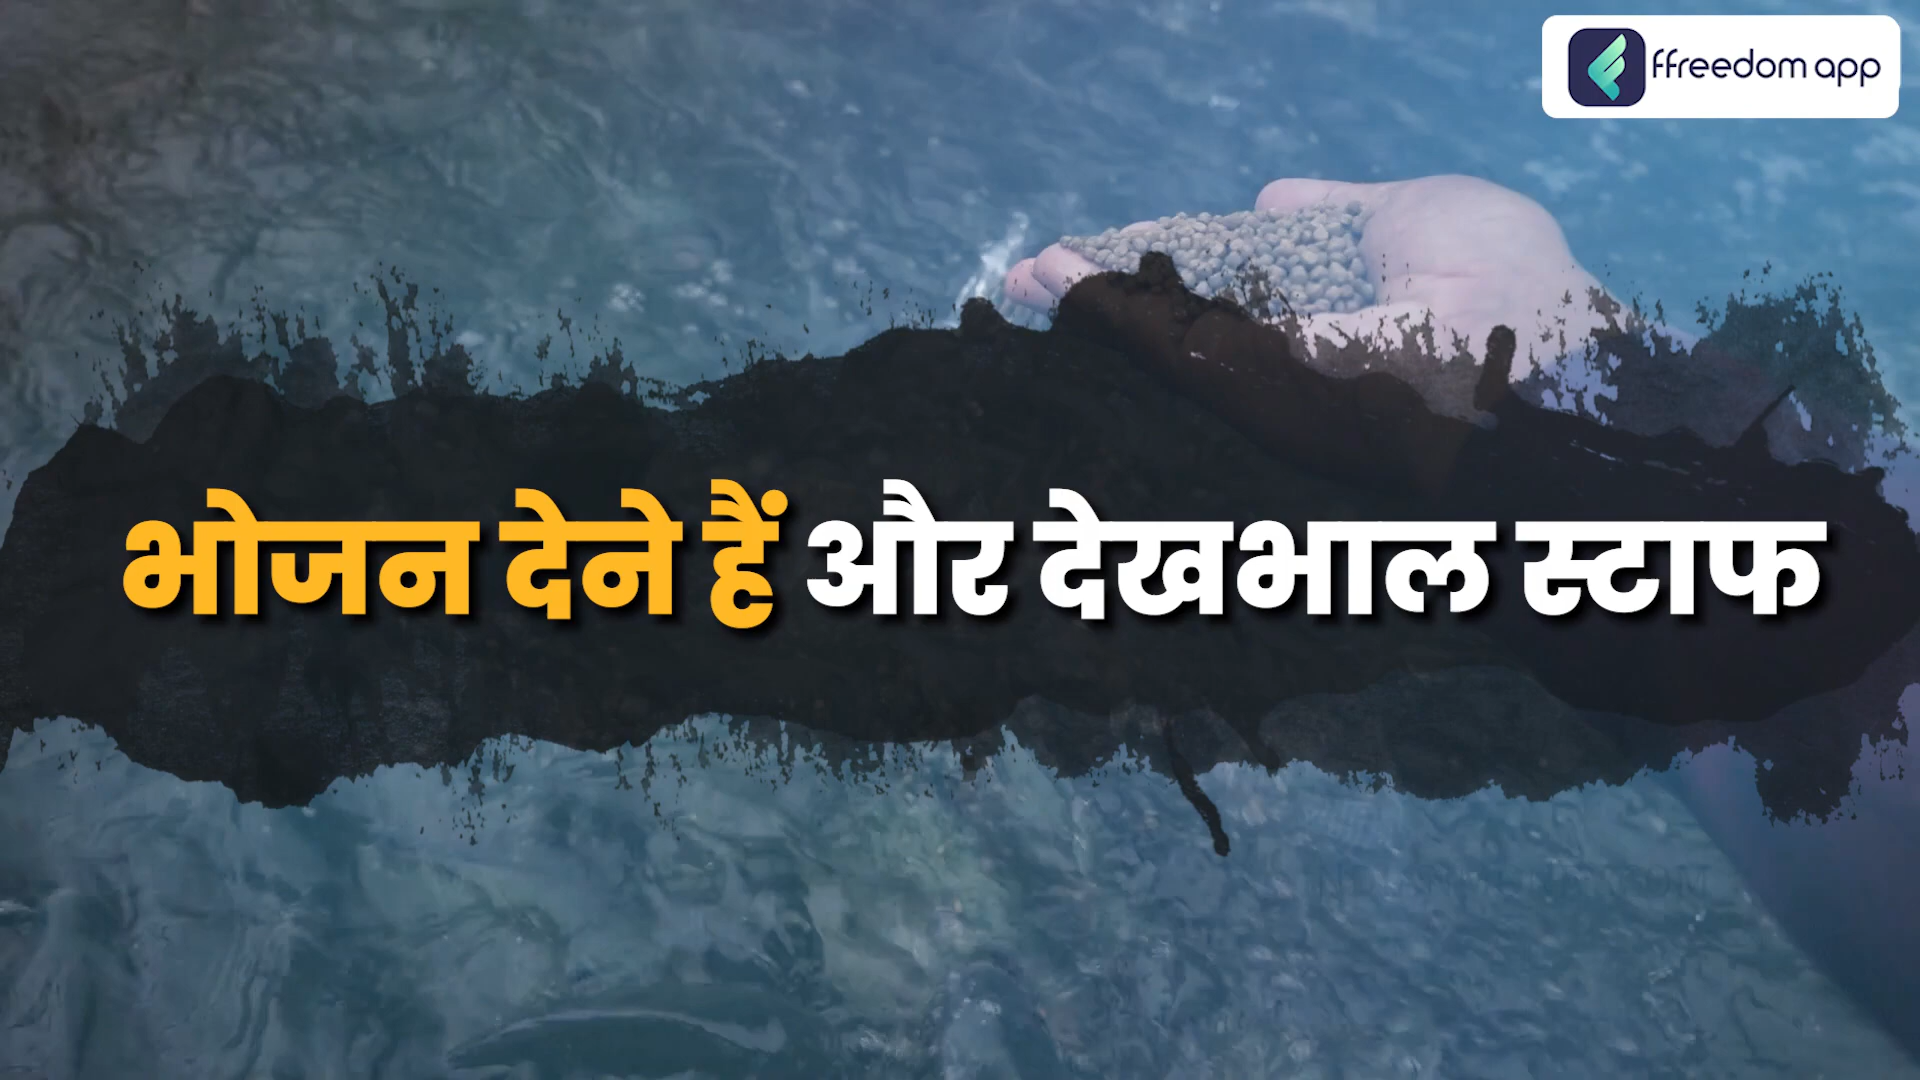 ffreedom app
भोजन देने हैं और देखभाल स्टाफ